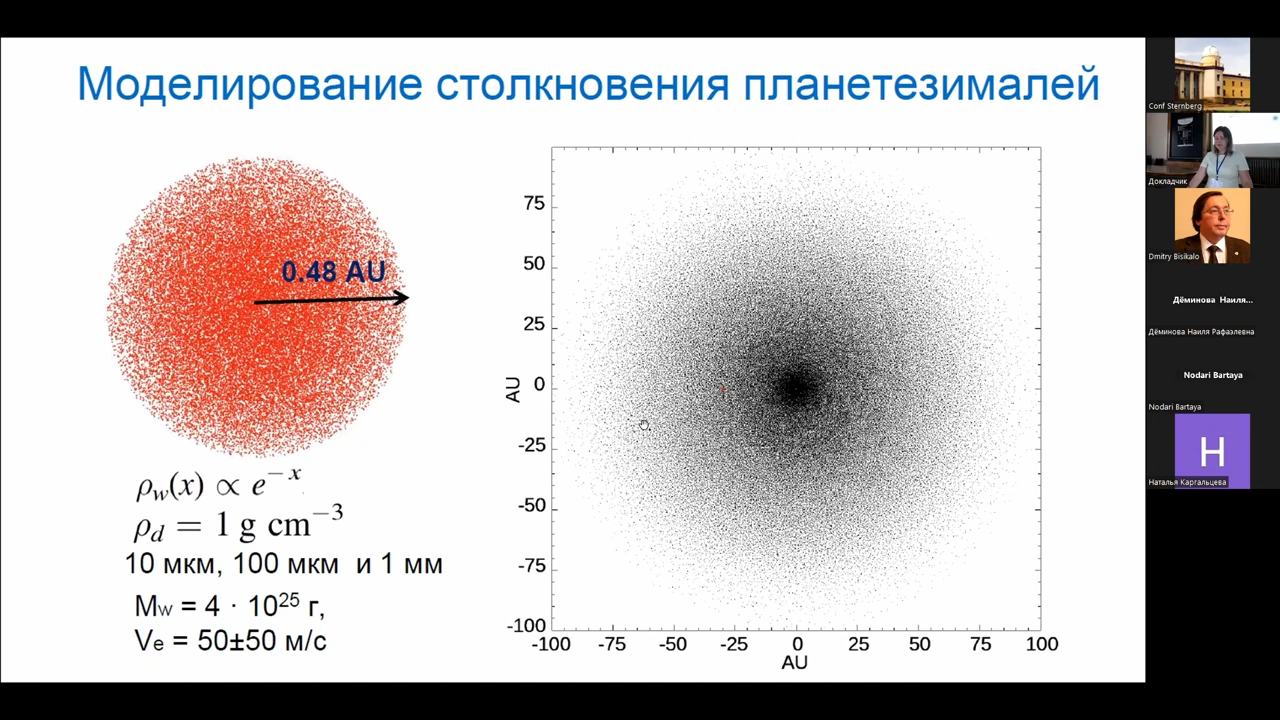 Моделирование столкновения планетезималей
0.48 AU
ρw(x) ∝ e^−x
ρd = 1 g cm^−3
10 мкм, 100 мкм и 1 мм
Mw = 4 · 10^25 г,
Ve = 50±50 м/с
75
50
25
0
-25
-50
-75
-100
AU
-100 -75 -50 -25 0 25 50 75 100
AU
Conf Sternberg
Докладчик
Dmitry Bisikalo
Дёминова Наиля...
Дёминова Наиля Рафаэлевна
Nodari Bartaya
Nodari Bartaya
Н
Наталья Каргальцева